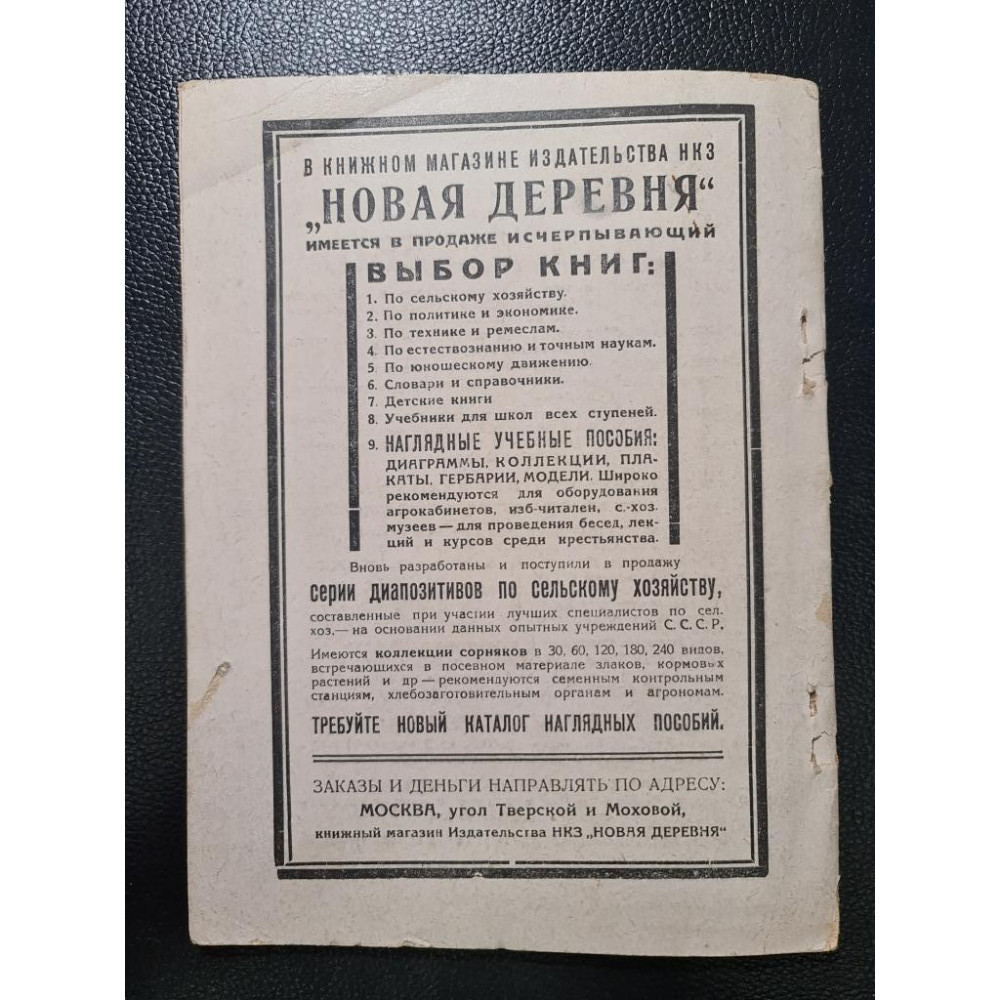 В КНИЖНОМ МАГАЗИНЕ ИЗДАТЕЛЬСТВА НКЗ
„НОВАЯ ДЕРЕВНЯ“
ИМЕЕТСЯ В ПРОДАЖЕ ИСЧЕРПЫВАЮЩИЙ
ВЫБОР КНИГ:
1. По сельскому хозяйству.
2. По политике и экономике.
3. По технике и ремеслам.
4. По естествознанию и точным наукам.
5. По юношескому движению.
6. Словари и справочники.
7. Детские книги
8. Учебники для школ всех ступеней.
9. НАГЛЯДНЫЕ УЧЕБНЫЕ ПОСОБИЯ:
ДИАГРАММЫ, КОЛЛЕКЦИИ, ПЛА-
КАТЫ, ГЕРБАРИИ, МОДЕЛИ. Широко
рекомендуются для оборудования
агрокабинетов, изб-читален, с.-хоз.
музеев — для проведения бесед, лек-
ций и курсов среди крестьянства.
Вновь разработаны и поступили в продажу
серии диапозитивов по сельскому хозяйству,
составленные при участии лучших специалистов по сел.
хоз.— на основании данных опытных учреждений С. С. С. Р.
Имеются коллекции сорняков в 30, 60, 120, 180, 240 видов,
встречающихся в посевном материале злаков, кормовых
растений и др — рекомендуются семенным контрольным
станциям, хлебозаготовительным органам и агрономам.
ТРЕБУЙТЕ НОВЫЙ КАТАЛОГ НАГЛЯДНЫХ ПОСОБИЙ.
ЗАКАЗЫ И ДЕНЬГИ НАПРАВЛЯТЬ ПО АДРЕСУ:
МОСКВА, угол Тверской и Моховой,
книжный магазин Издательства НКЗ „НОВАЯ ДЕРЕВНЯ“